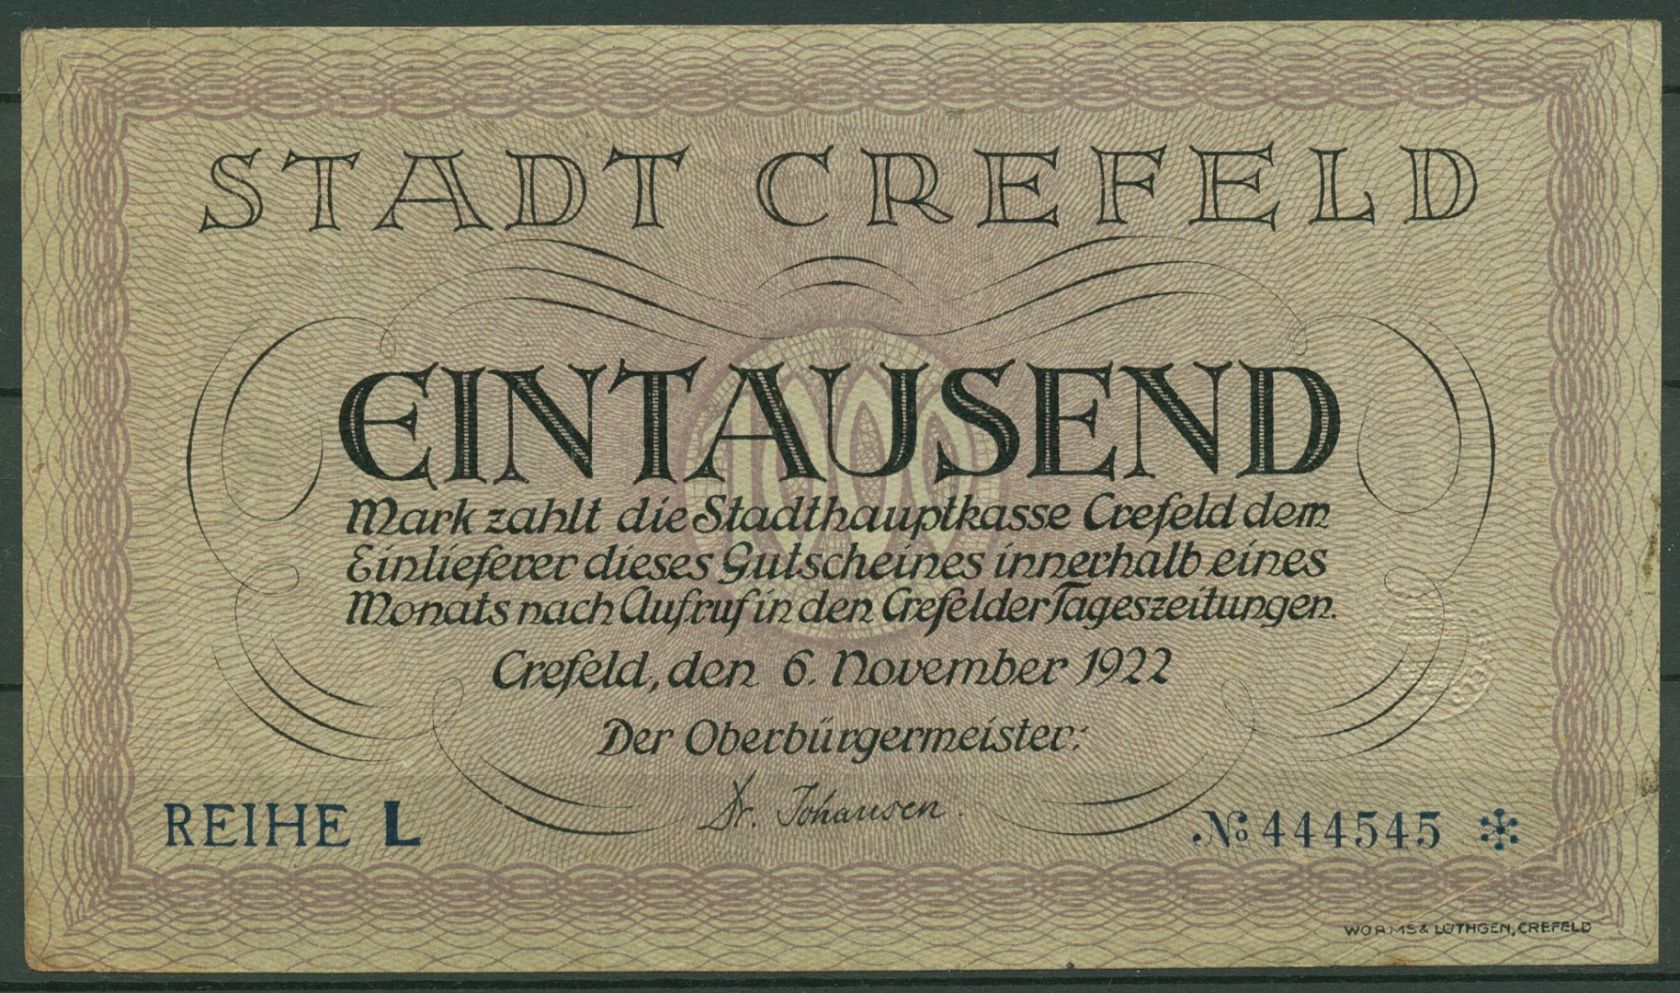 STADT CREFELD
1000
EINTAUSEND
Mark zahlt die Stadthauptkasse Crefeld dem
Einlieferer dieses Gutscheines innerhalb eines
Monats nach Aufruf in den Crefelder Tageszeitungen.
Crefeld, den 6. November 1922
Der Oberbürgermeister:
Dr. Johansen.
REIHE L № 444545 *
WORMS & LÜTHGEN, CREFELD